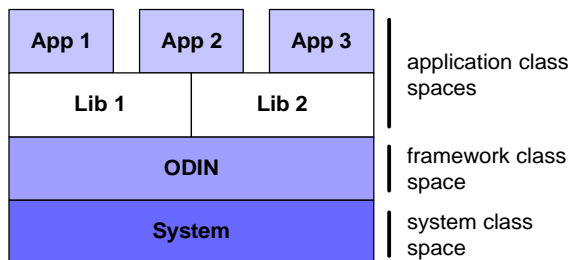 App 1 App 2 App 3
application class
spaces
Lib 1 Lib 2
ODIN
framework class
space
System
system class
space